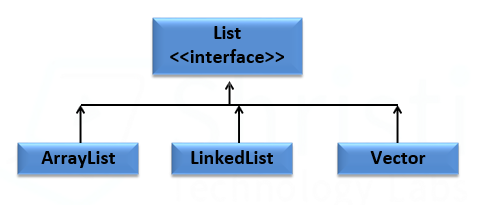 List
<<interface>>
ArrayList
LinkedList
Vector